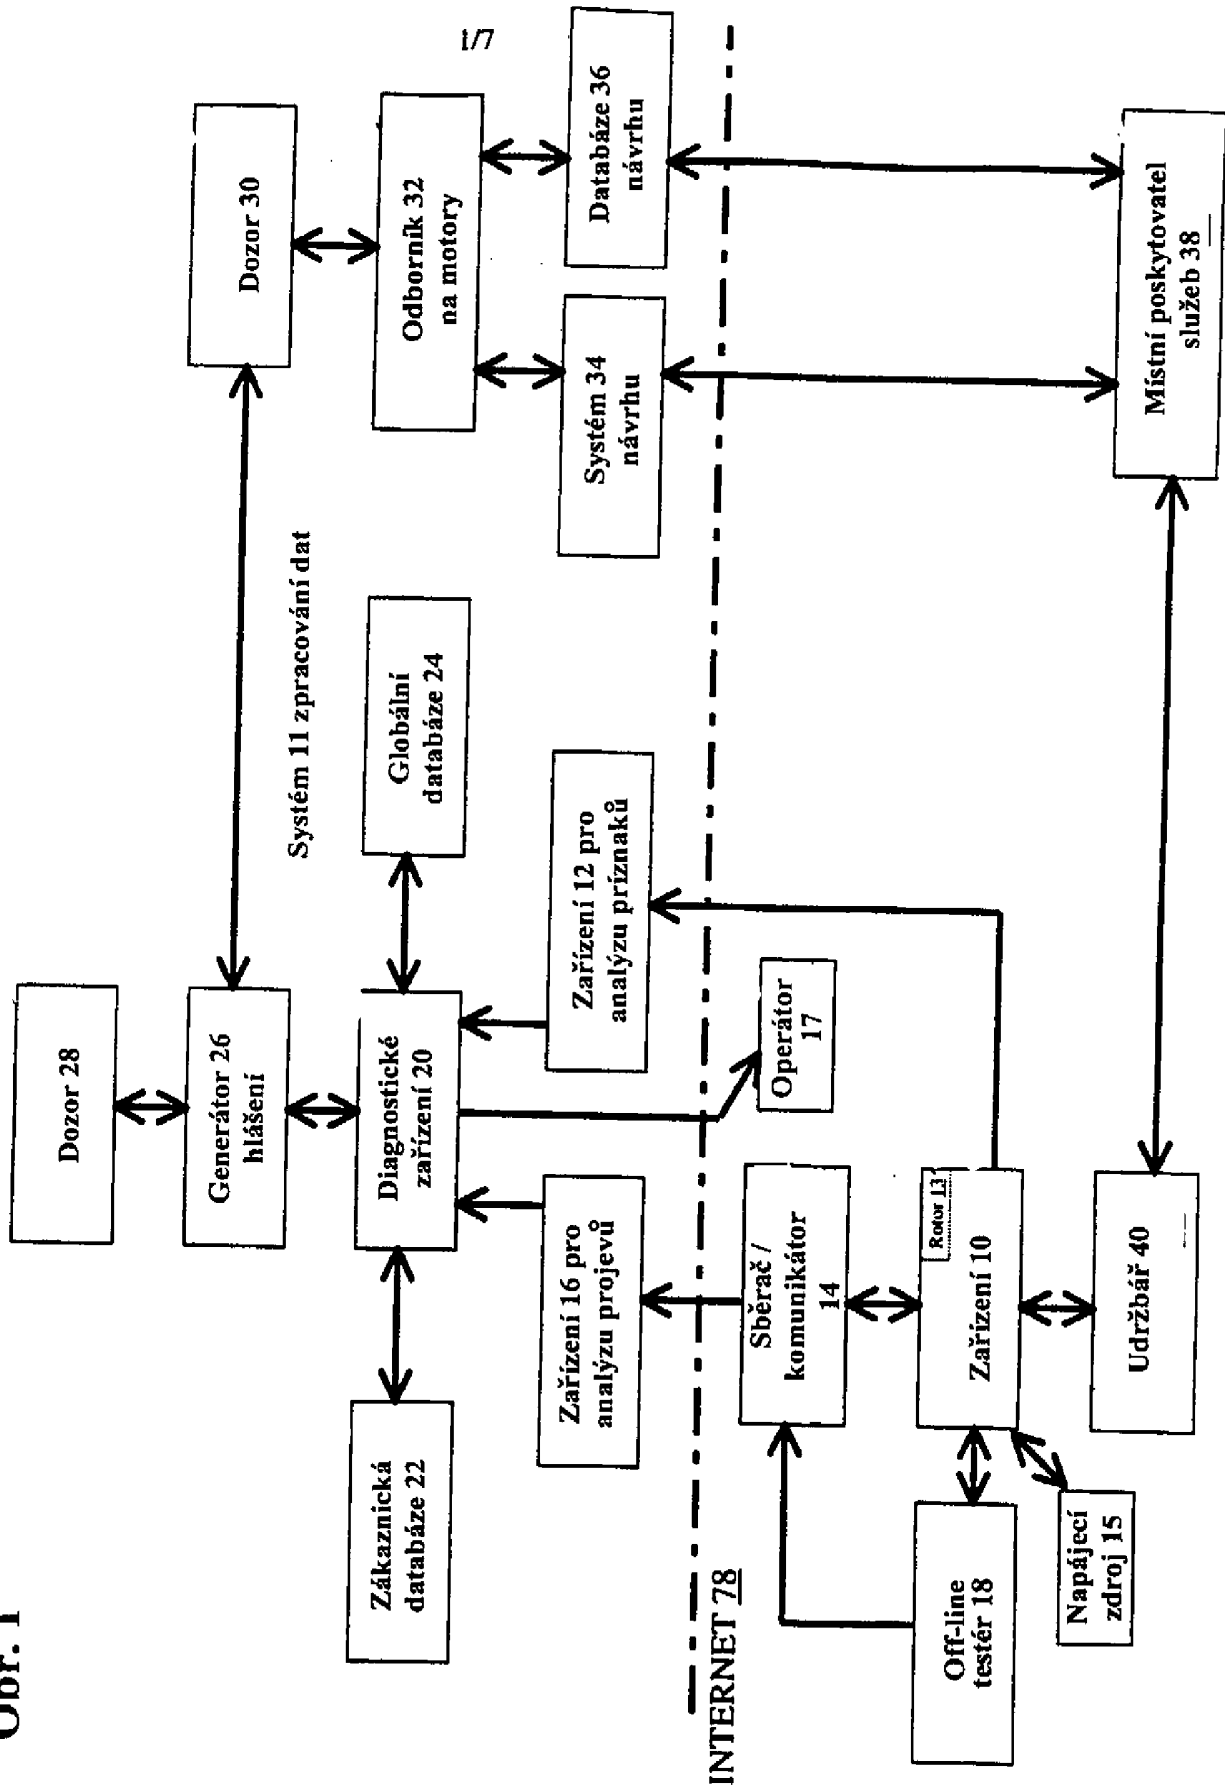 Obr. 1
1/7
Dozor 28
Generátor 26
hlášení
Dozor 30
Systém 11 zpracování dat
Zákaznická
databáze 22
Diagnostické
zařízení 20
Globální
databáze 24
Odborník 32
na motory
Zařízení 16 pro
analýzu projevů
Zařízení 12 pro
analýzu príznaků
Systém 34
návrhu
Databáze 36
návrhu
INTERNET 78
Sběrač /
komunikátor
14
Operátor
17
Off-line
testér 18
Rotor 13
Zařízení 10
Napájecí
zdroj 15
Udržbář 40
Místní poskytovatel
služeb 38